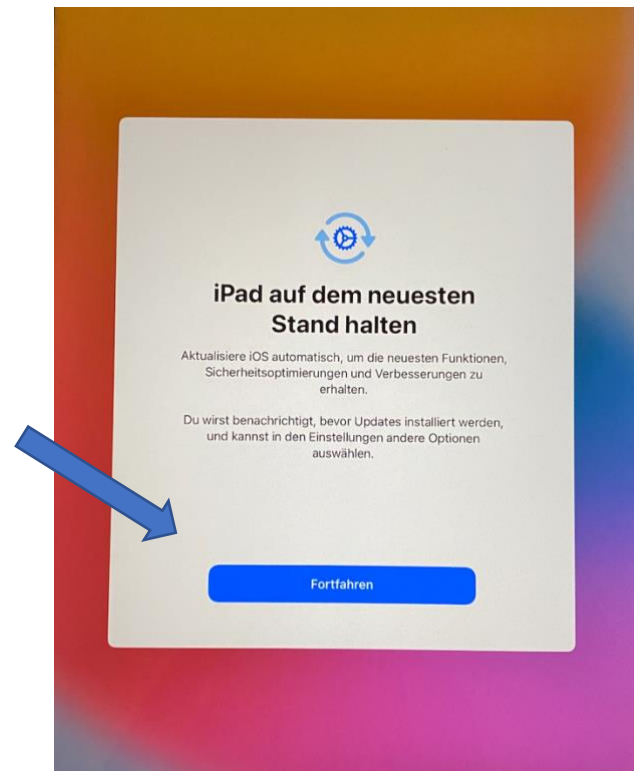 iPad auf dem neuesten
Stand halten
Aktualisiere iOS automatisch, um die neuesten Funktionen,
Sicherheitsoptimierungen und Verbesserungen zu
erhalten.
Du wirst benachrichtigt, bevor Updates installiert werden,
und kannst in den Einstellungen andere Optionen
auswählen.
Fortfahren